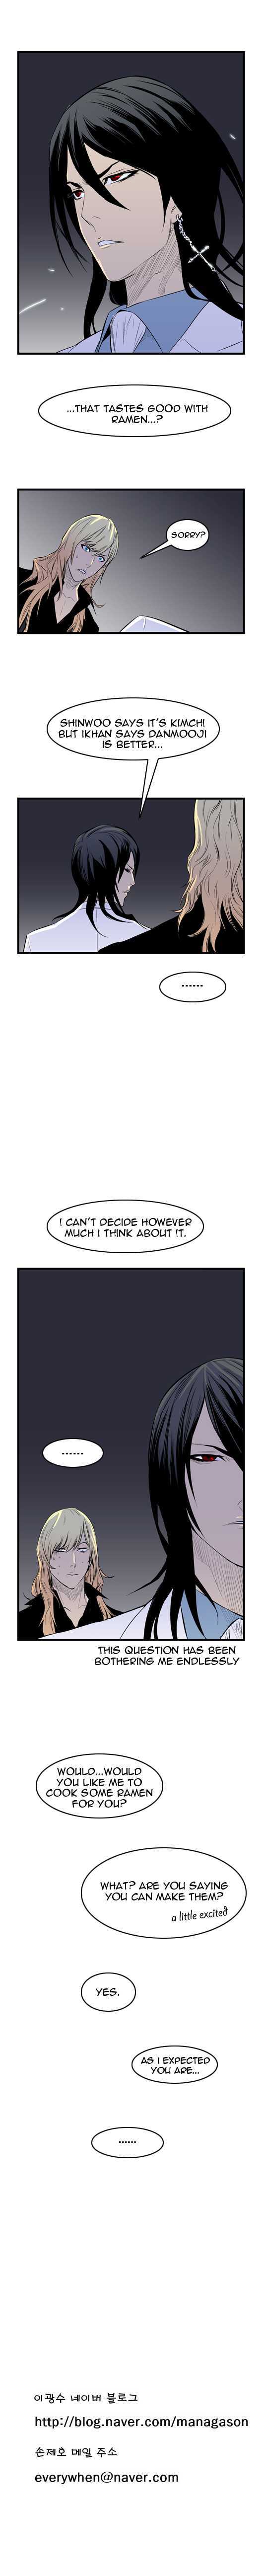 ...THAT TASTES GOOD WITH
RAMEN...?
SORRY?
SHINWOO SAYS IT'S KIMCHI
BUT IKHAN SAYS DANMOOJI
IS BETTER...
......
I CAN'T DECIDE HOWEVER
MUCH I THINK ABOUT IT.
......
THIS QUESTION HAS BEEN
BOTHERING ME ENDLESSLY
WOULD...WOULD
YOU LIKE ME TO
COOK SOME RAMEN
FOR YOU?
WHAT? ARE YOU SAYING
YOU CAN MAKE THEM?
a little excited
YES.
AS I EXPECTED
YOU ARE...
......
이광수 네이버 블로그
http://blog.naver.com/managason
손제호 메일 주소
everywhen@naver.com